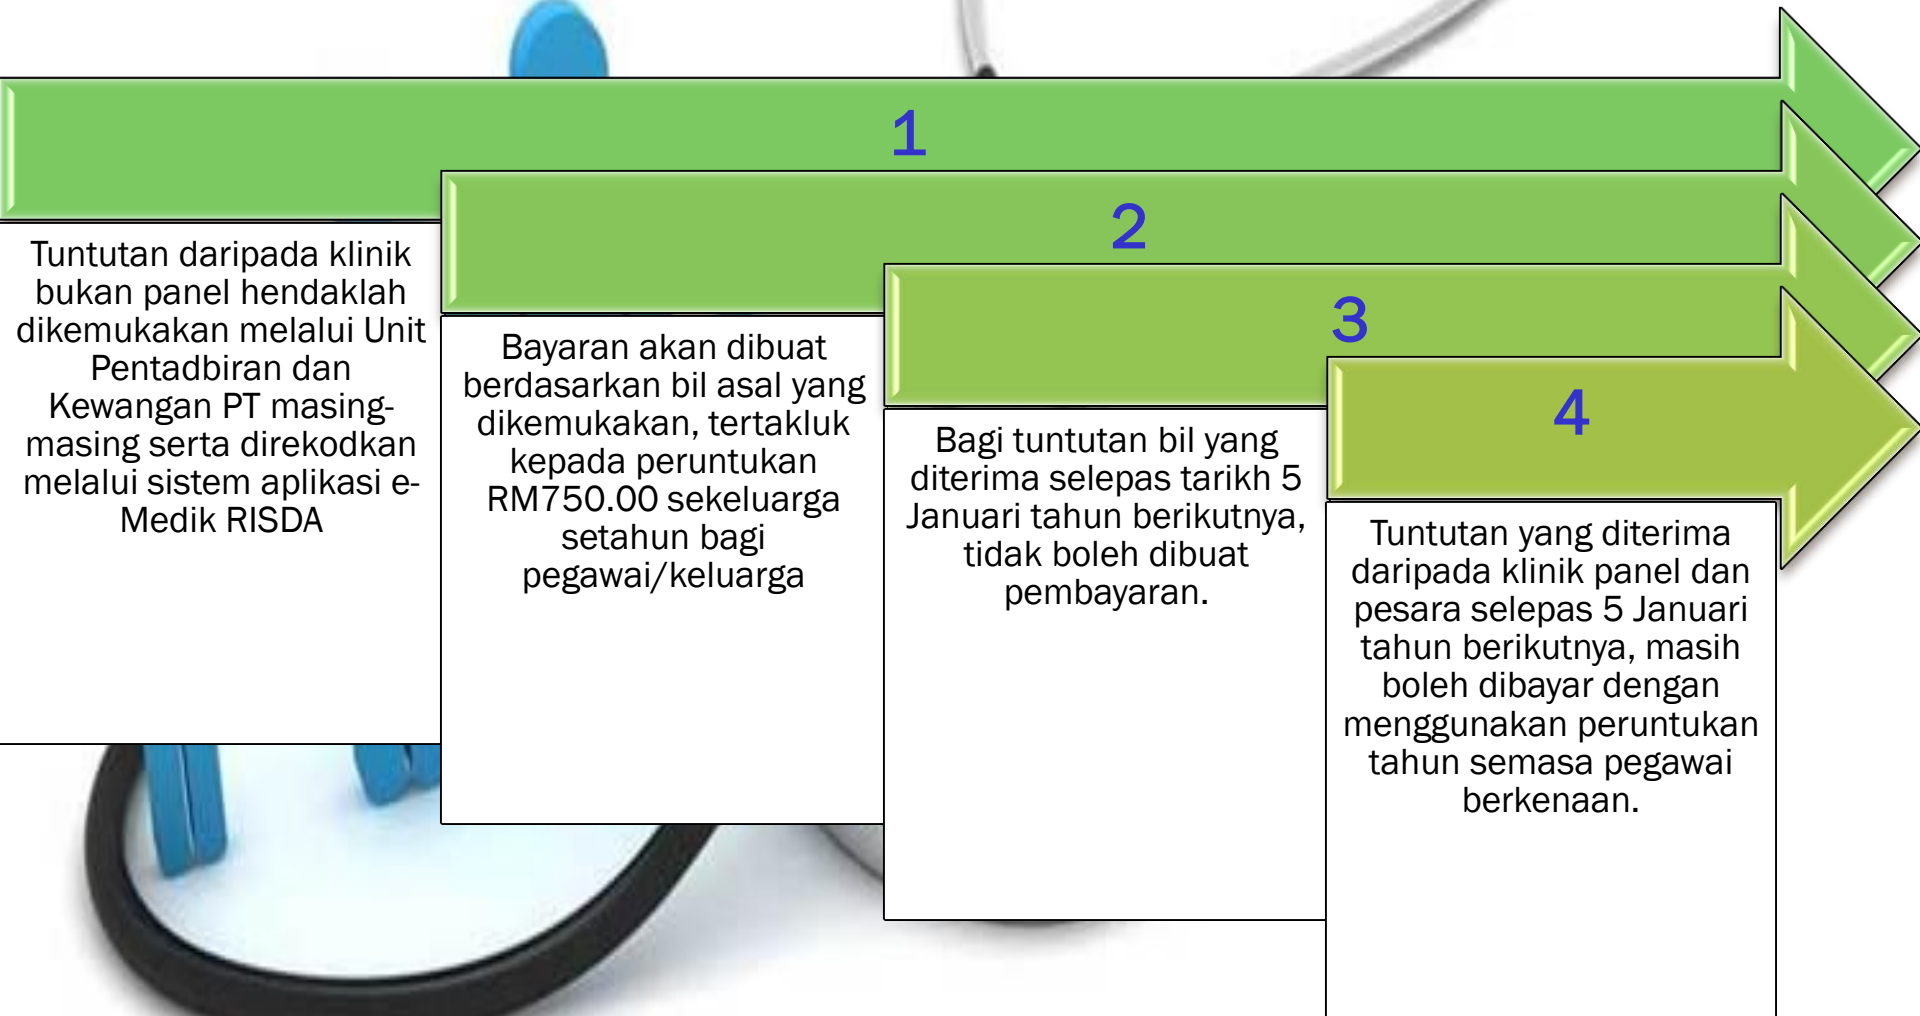 1
Tuntutan daripada klinik
bukan panel hendaklah
dikemukakan melalui Unit
Pentadbiran dan
Kewangan PT masing-
masing serta direkodkan
melalui sistem aplikasi e-
Medik RISDA
2
Bayaran akan dibuat
berdasarkan bil asal yang
dikemukakan, tertakluk
kepada peruntukan
RM750.00 sekeluarga
setahun bagi
pegawai/keluarga
3
Bagi tuntutan bil yang
diterima selepas tarikh 5
Januari tahun berikutnya,
tidak boleh dibuat
pembayaran.
4
Tuntutan yang diterima
daripada klinik panel dan
pesara selepas 5 Januari
tahun berikutnya, masih
boleh dibayar dengan
menggunakan peruntukan
tahun semasa pegawai
berkenaan.